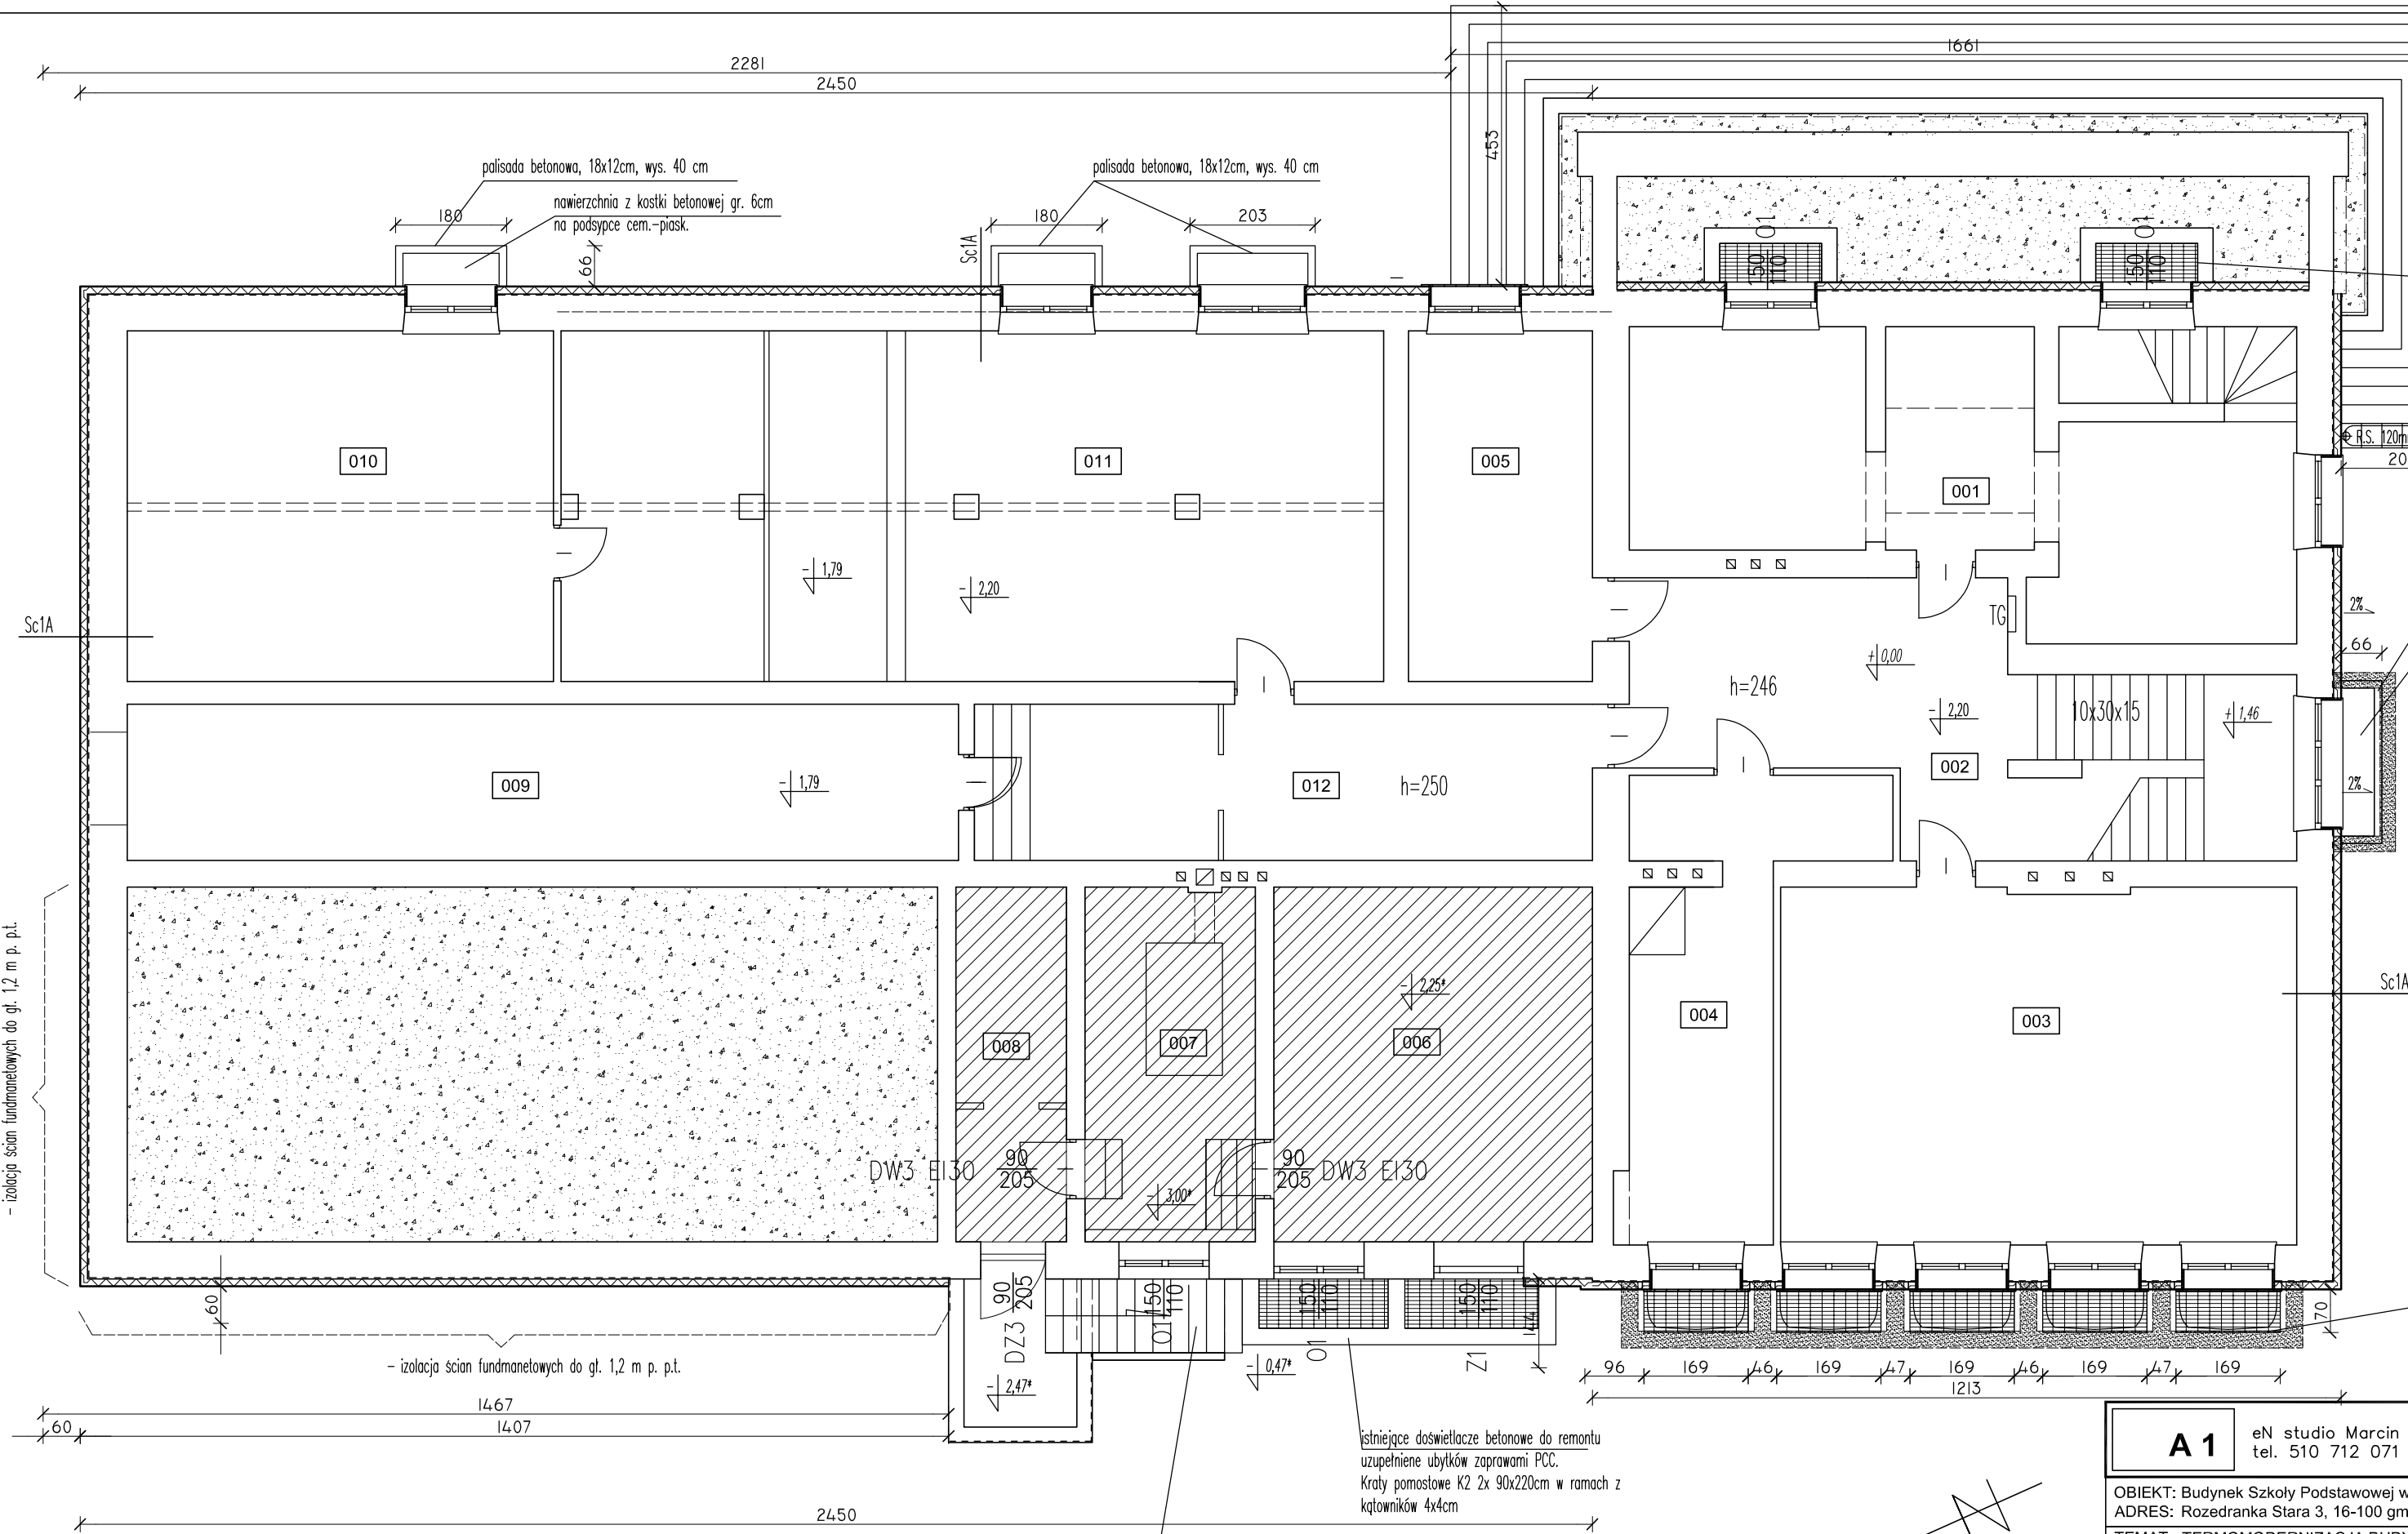 1661
2281
2450
453
palisada betonowa, 18x12cm, wys. 40 cm
palisada betonowa, 18x12cm, wys. 40 cm
nawierzchnia z kostki betonowej gr. 6cm
na podsypce cem.-piask.
180
180
203
66
Sc1A
O1
O1
150
110
150
110
R.S. 120m
20
010
011
005
001
- 1,79
- 2,20
TG
2%
Sc1A
66
+ 0,00
h=246
- 2,20
10x30x15
+ 1,46
002
009
- 1,79
012
h=250
2%
- izolacja ścian fundmanetowych do gł. 1,2 m p. p.t.
- 2,25*
Sc1A
008
007
006
004
003
DW3 EI30
90
205
90
205
DW3 EI30
- 3,00*
60
DZ3
90
205
O1
150
110
150
110
150
110
O1
Z1
144
70
- izolacja ścian fundmanetowych do gł. 1,2 m p. p.t.
- 2,47*
- 0,47*
96
169
46
169
47
169
46
169
47
169
1213
1467
60
1407
istniejące doświetlacze betonowe do remontu
uzupełniene ubytków zaprawami PCC.
Kraty pomostowe K2 2x 90x220cm w ramach z
kątowników 4x4cm
A 1
eN studio Marcin
tel. 510 712 071
OBIEKT: Budynek Szkoły Podstawowej w
ADRES: Rozedranka Stara 3, 16-100 gm
2450
N